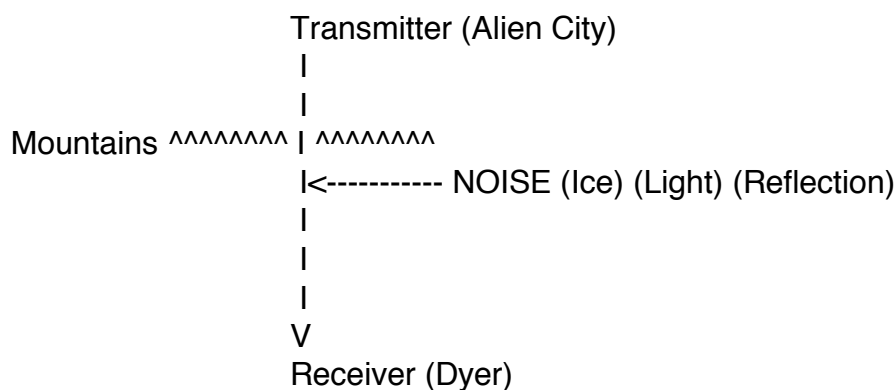 Transmitter (Alien City)
I
I
Mountains ^^^^^^^^ I ^^^^^^^^
I<----------- NOISE (Ice) (Light) (Reflection)
I
I
I
V
Receiver (Dyer)